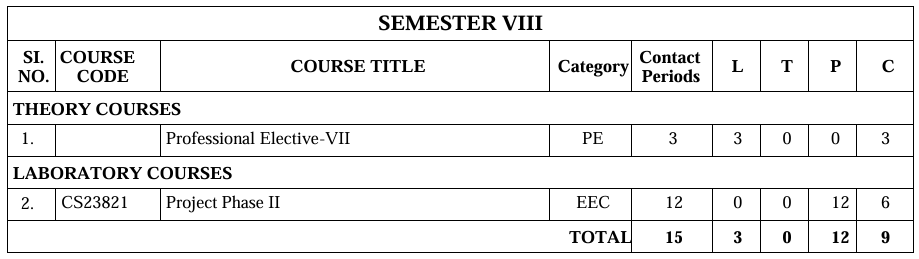 SEMESTER VIII
SI. NO. COURSE CODE COURSE TITLE Category Contact Periods L T P C
THEORY COURSES
1. Professional Elective-VII PE 3 3 0 0 3
LABORATORY COURSES
2. CS23821 Project Phase II EEC 12 0 0 12 6
TOTAL 15 3 0 12 9